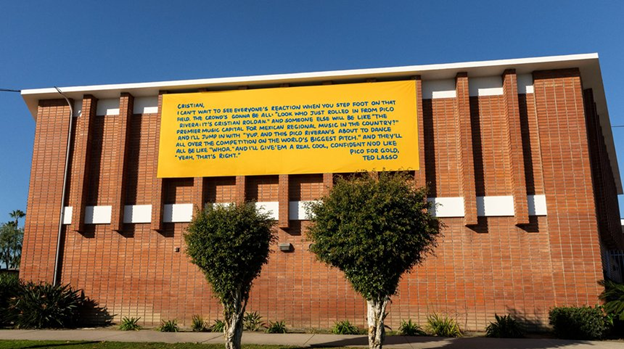 CRISTIAN,
I CAN'T WAIT TO SEE EVERYONE'S REACTION WHEN YOU STEP FOOT ON THAT
FIELD. THE CROWD'S GONNA BE ALL: "LOOK WHO JUST ROLLED IN FROM PICO
RIVERA! IT'S CRISTIAN ROLDAN." AND SOMEONE ELSE WILL BE LIKE "THE
PREMIER MUSIC CAPITAL FOR MEXICAN REGIONAL MUSIC IN THE COUNTRY?"
AND I'LL JUMP IN WITH "YUP. AND THIS PICO RIVERAN'S ABOUT TO DANCE
ALL OVER THE COMPETITION ON THE WORLD'S BIGGEST PITCH." AND THEY'LL
ALL BE LIKE "WHOA." AND I'LL GIVE'EM A REAL COOL, CONFIDENT NOD LIKE
"YEAH, THAT'S RIGHT."
PICO FOR GOLD,
TED LASSO